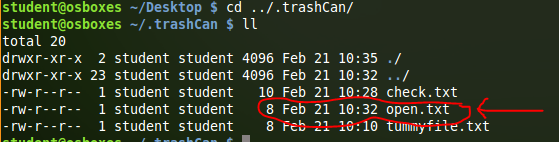 student@osboxes ~/Desktop $ cd ../.trashCan/
student@osboxes ~/.trashCan $ ll
total 20
drwxr-xr-x  2 student student 4096 Feb 21 10:35 ./
drwxr-xr-x 23 student student 4096 Feb 21 10:32 ../
-rw-r--r--  1 student student   10 Feb 21 10:28 check.txt
-rw-r--r--  1 student student    8 Feb 21 10:32 open.txt
-rw-r--r--  1 student student    8 Feb 21 10:10 tummyfile.txt
student@osboxes ~/.trashCan $